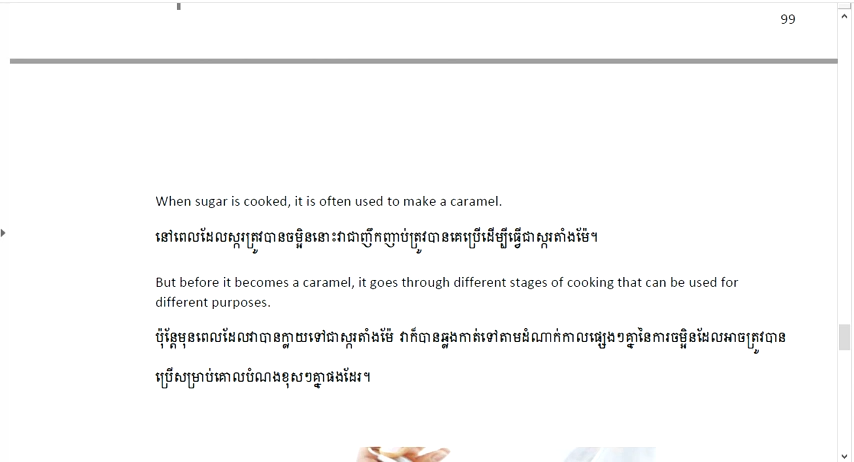 99
When sugar is cooked, it is often used to make a caramel.
នៅពេលដែលស្ករត្រូវបានចម្អិននោះវាជាញឹកញាប់ត្រូវបានគេប្រើដើម្បីធ្វើជាស្ករតាំងម៉ែ។
But before it becomes a caramel, it goes through different stages of cooking that can be used for
different purposes.
ប៉ុន្តែមុនពេលដែលវាបានក្លាយទៅជាស្ករតាំងម៉ែ វាក៏បានឆ្លងកាត់ទៅតាមដំណាក់កាលផ្សេងៗគ្នានៃការចម្អិនដែលអាចត្រូវបាន
ប្រើសម្រាប់គោលបំណងខុសៗគ្នាផងដែរ។